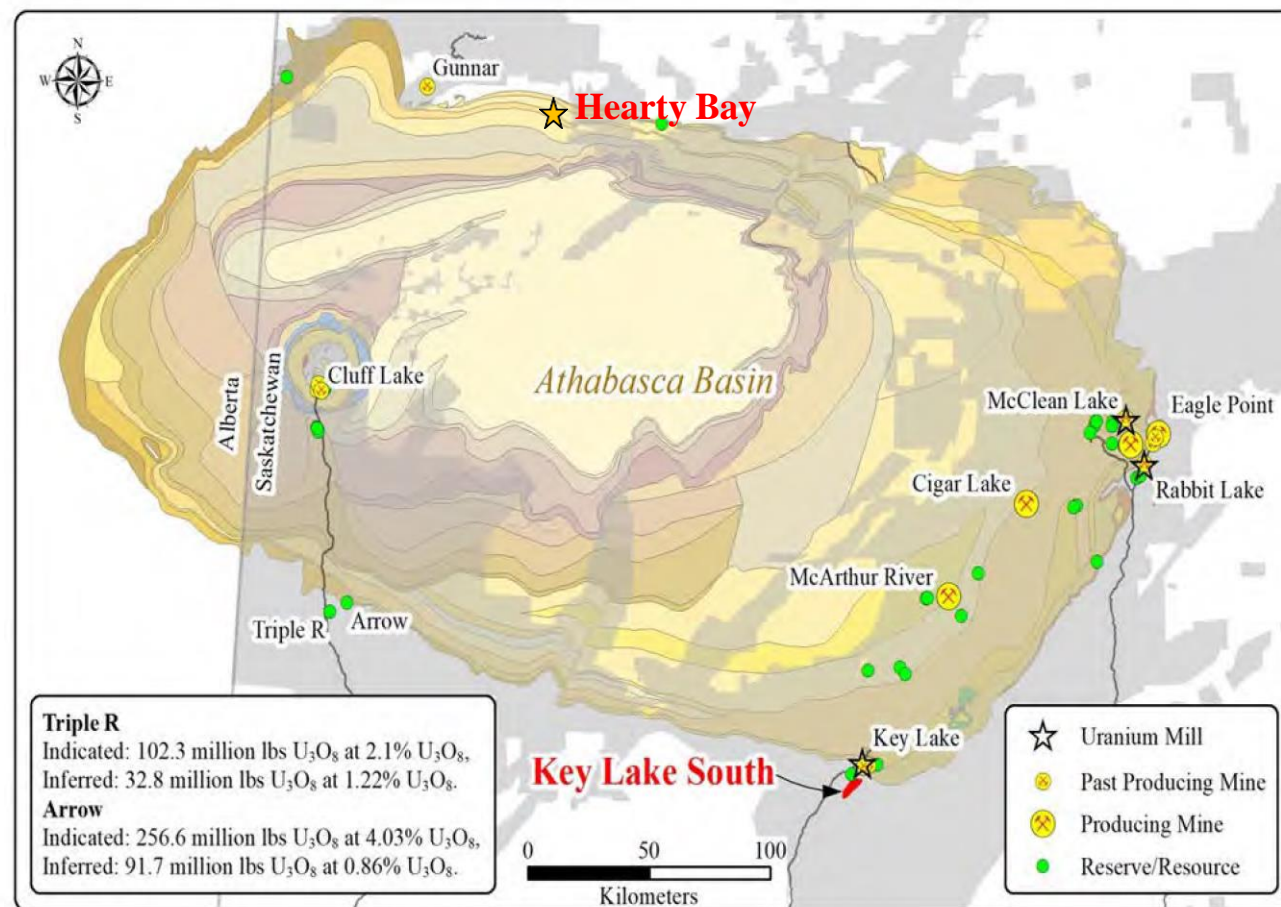 N
W E
S
Gunnar
Hearty Bay
Cluff Lake
Athabasca Basin
Alberta
Saskatchewan
McClean Lake
Eagle Point
Cigar Lake
Rabbit Lake
McArthur River
Triple R
Arrow
Key Lake
Key Lake South
Triple R
Indicated: 102.3 million lbs U₃O₈ at 2.1% U₃O₈,
Inferred: 32.8 million lbs U₃O₈ at 1.22% U₃O₈.
Arrow
Indicated: 256.6 million lbs U₃O₈ at 4.03% U₃O₈,
Inferred: 91.7 million lbs U₃O₈ at 0.86% U₃O₈.
0 50 100
Kilometers
Uranium Mill
Past Producing Mine
Producing Mine
Reserve/Resource